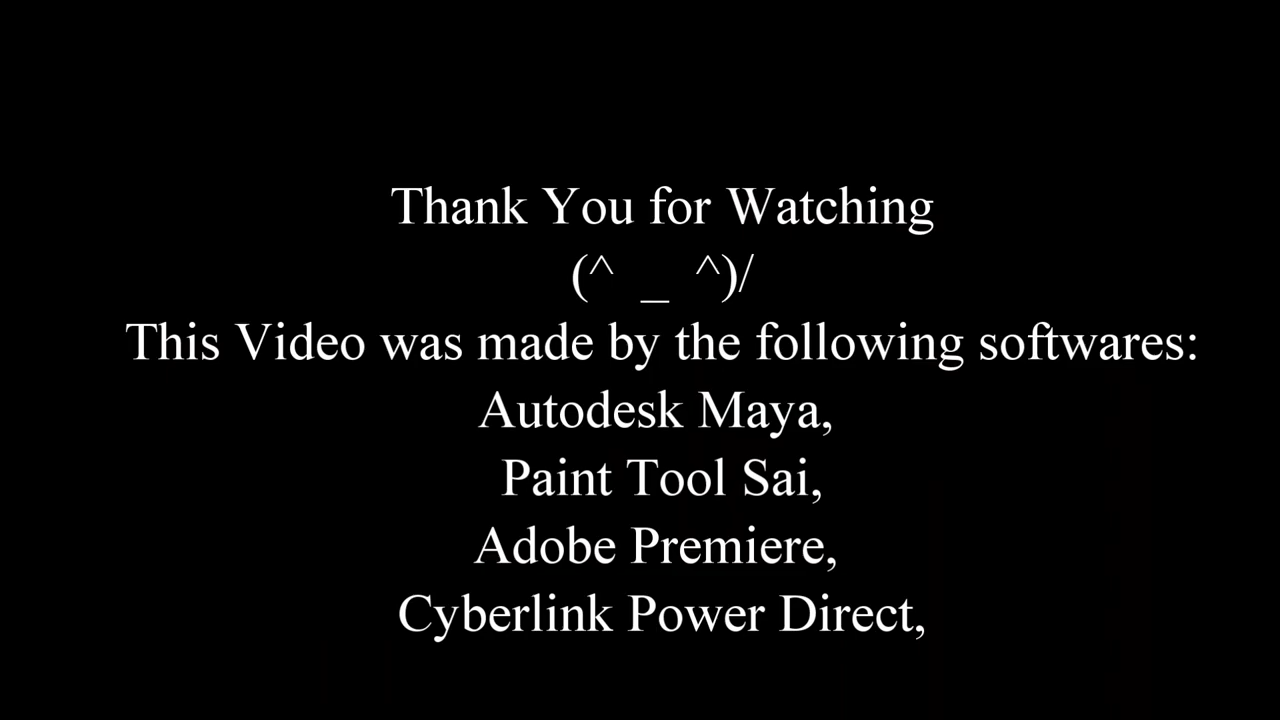 Thank You for Watching
(^ _ ^)/
This Video was made by the following softwares:
Autodesk Maya,
Paint Tool Sai,
Adobe Premiere,
Cyberlink Power Direct,